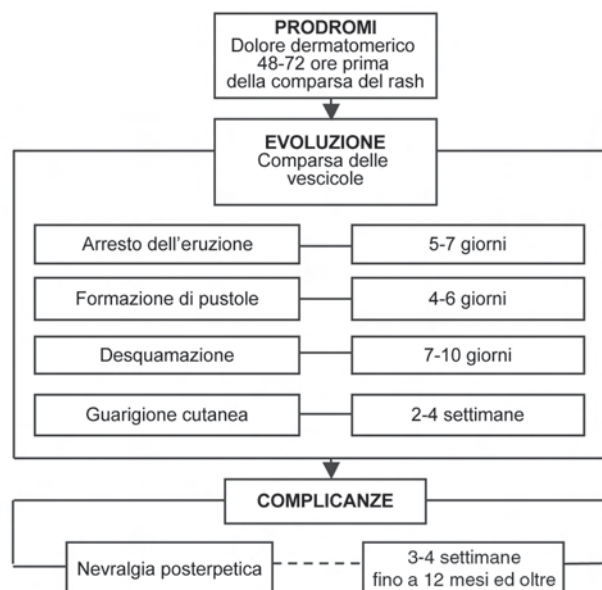 PRODROMI
Dolore dermatomerico
48-72 ore prima
della comparsa del rash
EVOLUZIONE
Comparsa delle
vescicole
Arresto dell'eruzione
5-7 giorni
Formazione di pustole
4-6 giorni
Desquamazione
7-10 giorni
Guarigione cutanea
2-4 settimane
COMPLICANZE
Nevralgia posterpetica
3-4 settimane
fino a 12 mesi ed oltre